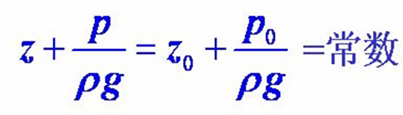 z + p/ρg = z₀ + p₀/ρg =常数